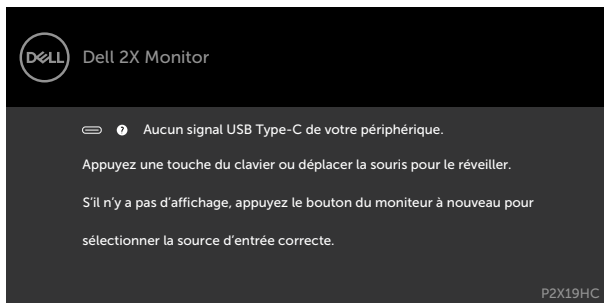 DELL
Dell 2X Monitor
? Aucun signal USB Type-C de votre périphérique.
Appuyez une touche du clavier ou déplacer la souris pour le réveiller.
S'il n'y a pas d'affichage, appuyez le bouton du moniteur à nouveau pour
sélectionner la source d'entrée correcte.
P2X19HC